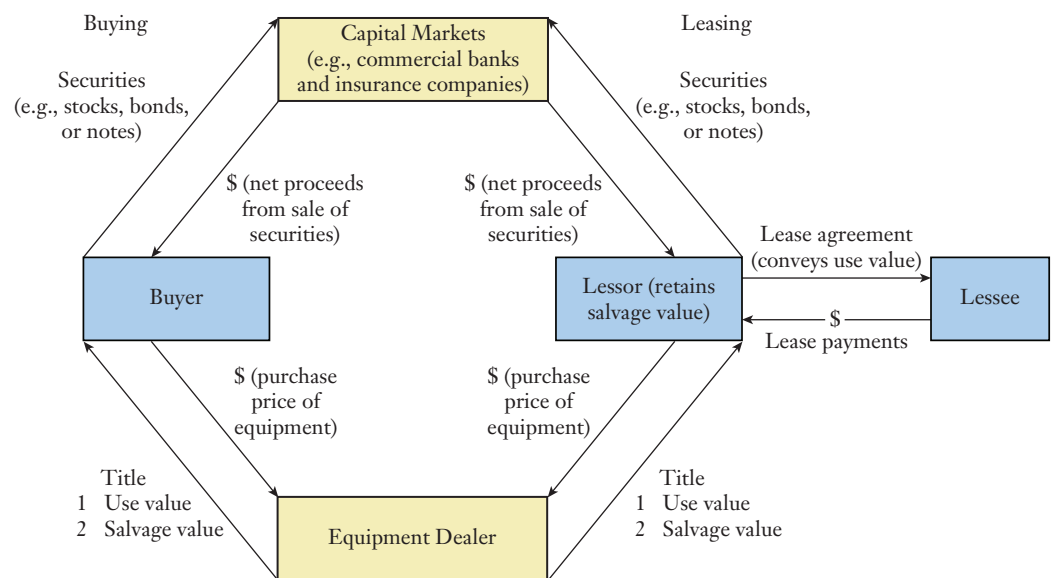 Buying
Capital Markets
(e.g., commercial banks
and insurance companies)
Leasing
Securities
(e.g., stocks, bonds,
or notes)
Securities
(e.g., stocks, bonds,
or notes)
$ (net proceeds
from sale of
securities)
$ (net proceeds
from sale of
securities)
Buyer
Lessor (retains
salvage value)
Lease agreement
(conveys use value)
$
Lease payments
Lessee
$ (purchase
price of
equipment)
$ (purchase
price of
equipment)
Title
1 Use value
2 Salvage value
Equipment Dealer
Title
1 Use value
2 Salvage value